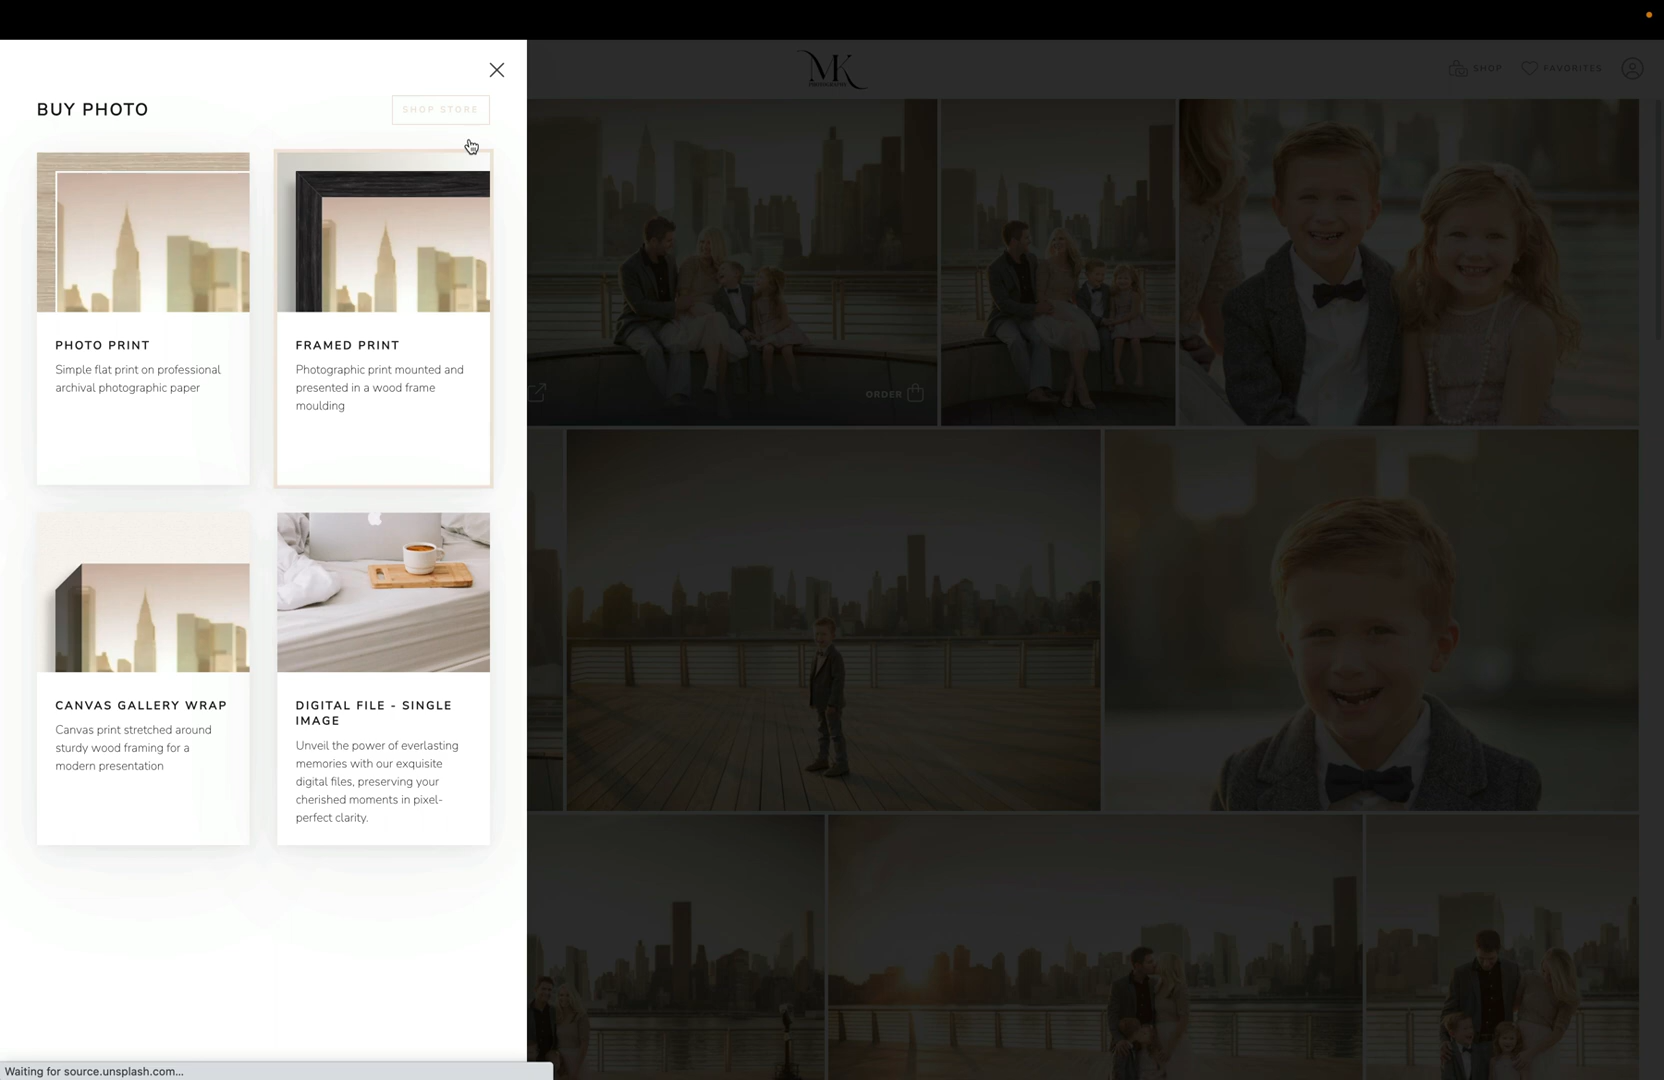 MK
SHOP
FAVORITES
BUY PHOTO
SHOP STORE
PHOTO PRINT
Simple flat print on professional
archival photographic paper
FRAMED PRINT
Photographic print mounted and
presented in a wood frame
moulding
ORDER
CANVAS GALLERY WRAP
Canvas print stretched around
sturdy wood framing for a
modern presentation
DIGITAL FILE - SINGLE
IMAGE
Unveil the power of everlasting
memories with our exquisite
digital files, preserving your
cherished moments in pixel-
perfect clarity.
Waiting for source.unsplash.com...